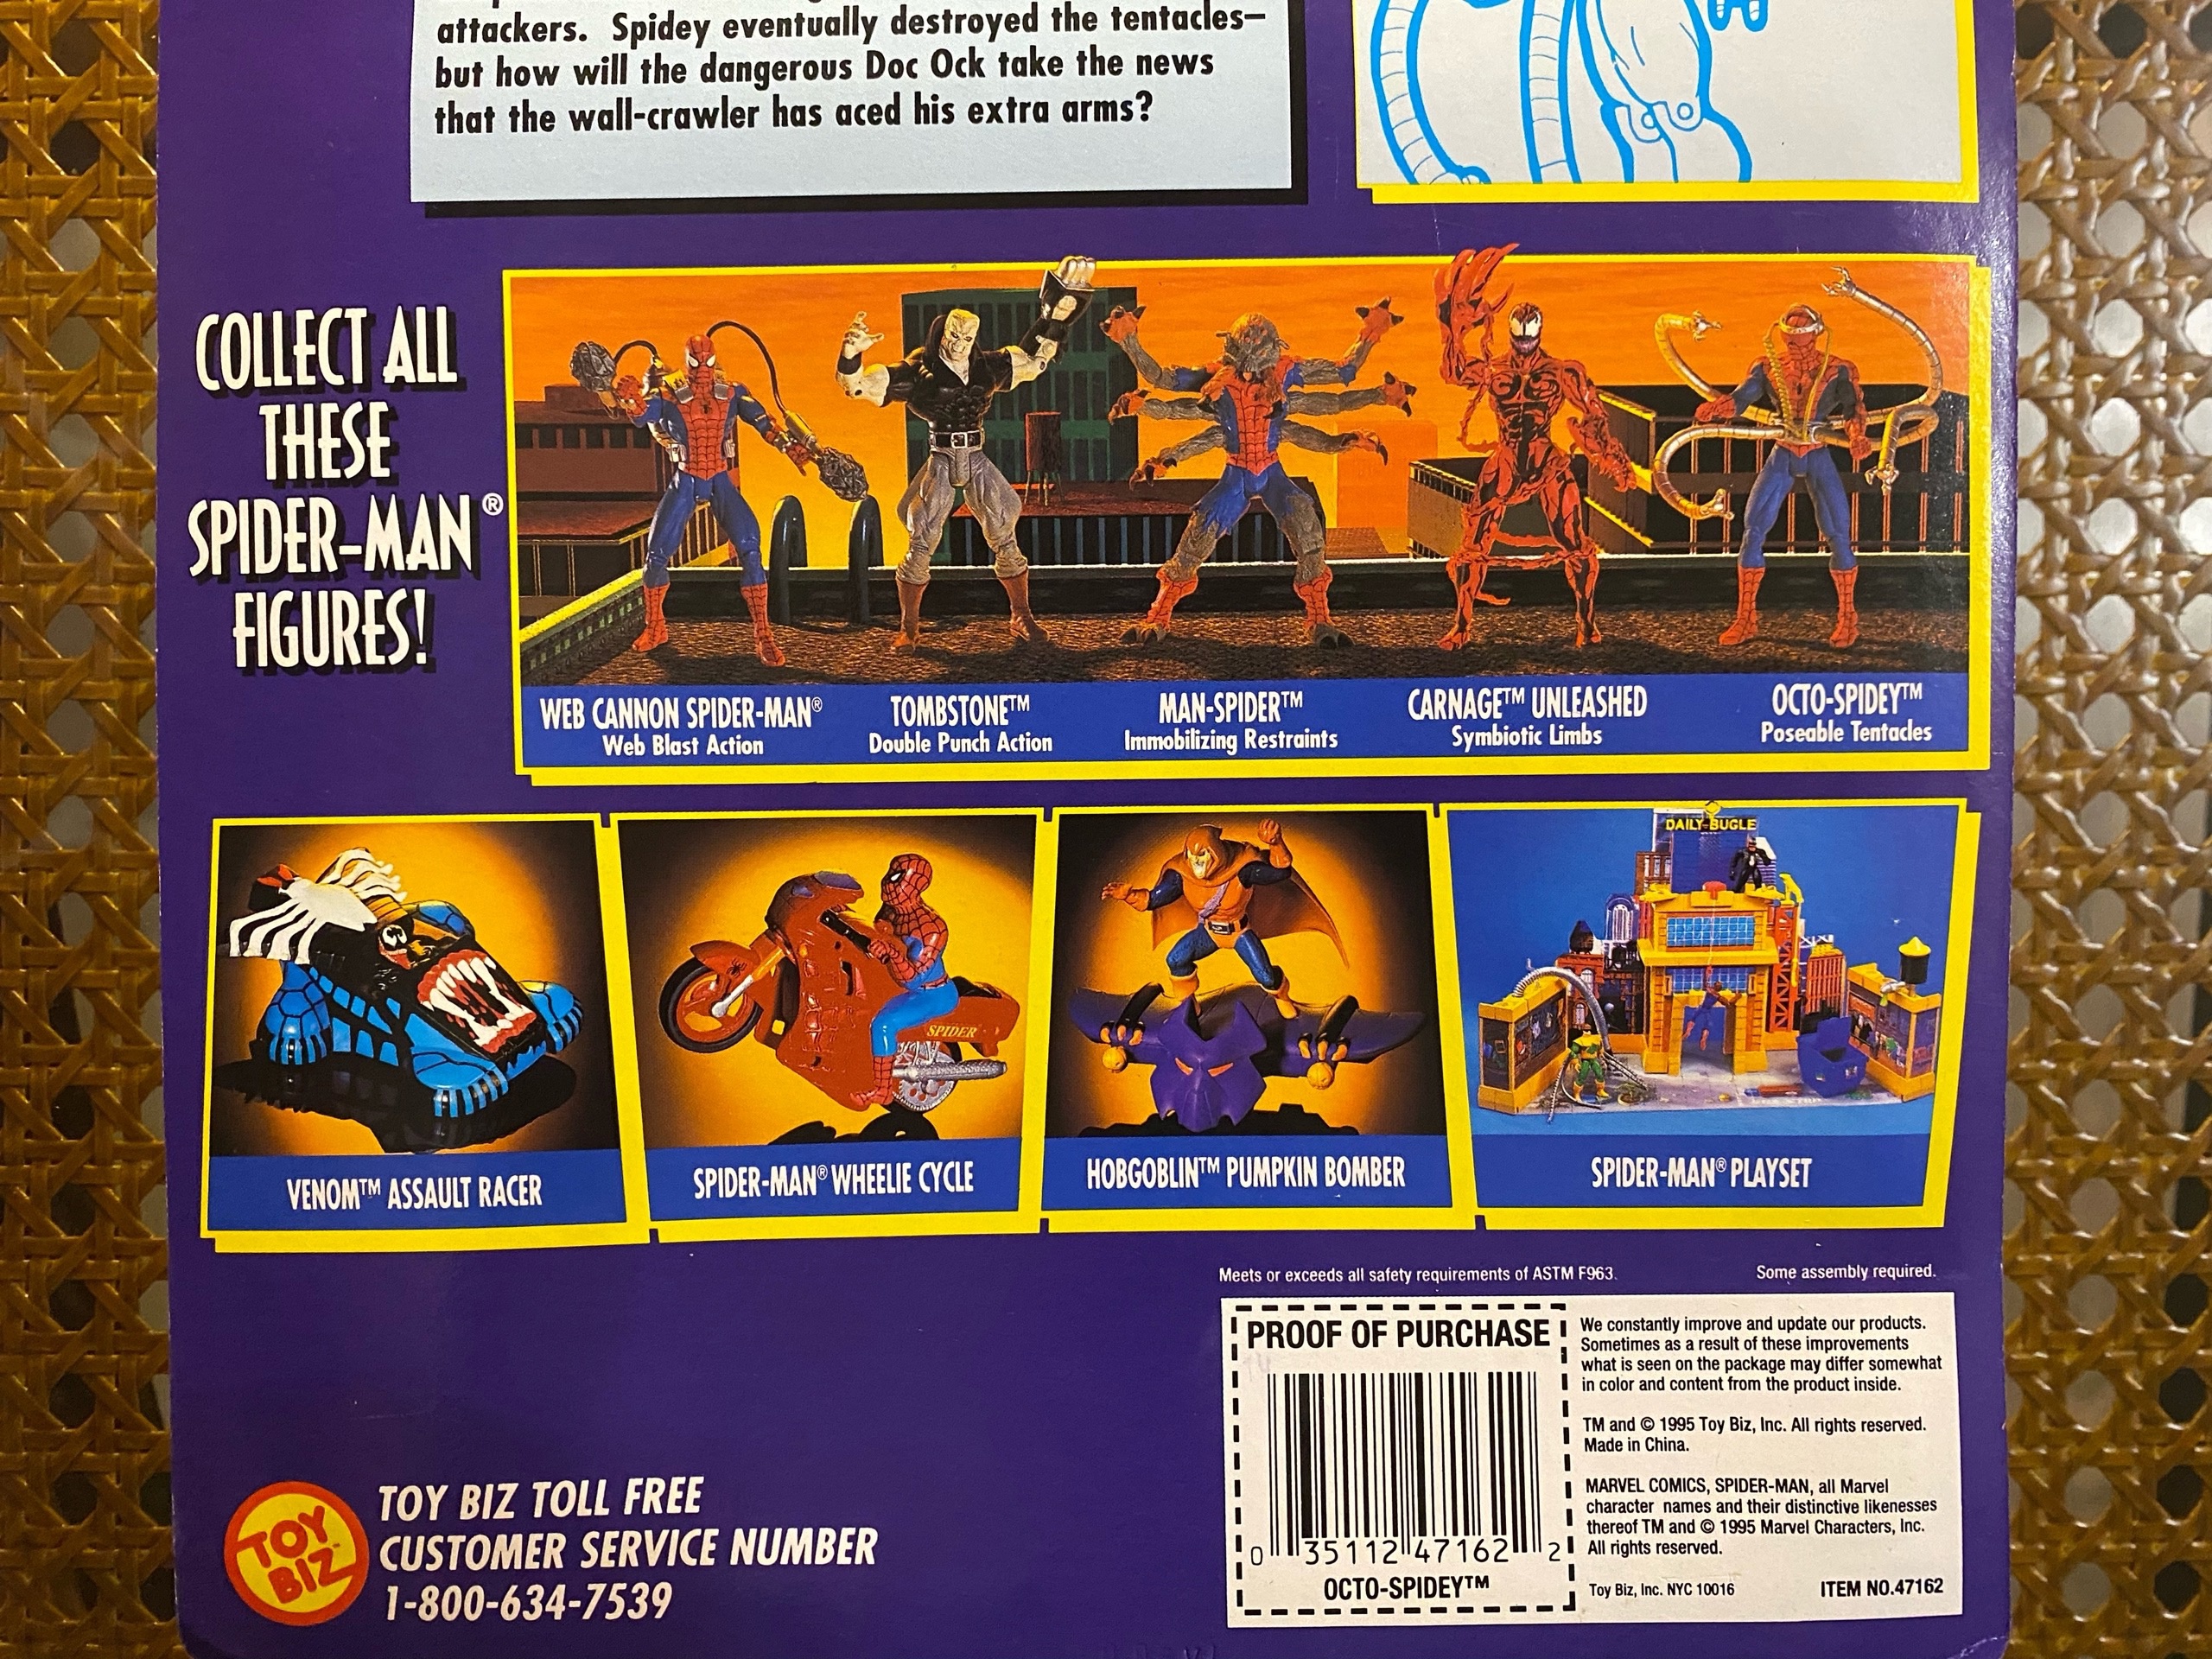 attackers. Spidey eventually destroyed the tentacles—
but how will the dangerous Doc Ock take the news
that the wall-crawler has aced his extra arms?
COLLECT ALL
THESE
SPIDER-MAN®
FIGURES!
WEB CANNON SPIDER-MAN®
Web Blast Action
TOMBSTONE™
Double Punch Action
MAN-SPIDER™
Immobilizing Restraints
CARNAGE™ UNLEASHED
Symbiotic Limbs
OCTO-SPIDEY™
Poseable Tentacles
SPIDER
DAILY BUGLE
VENOM™ ASSAULT RACER
SPIDER-MAN® WHEELIE CYCLE
HOBGOBLIN™ PUMPKIN BOMBER
SPIDER-MAN® PLAYSET
Meets or exceeds all safety requirements of ASTM F963.
Some assembly required.
PROOF OF PURCHASE
0 35112 47162 2
OCTO-SPIDEY™
We constantly improve and update our products.
Sometimes as a result of these improvements
what is seen on the package may differ somewhat
in color and content from the product inside.
TM and © 1995 Toy Biz, Inc. All rights reserved.
Made in China.
MARVEL COMICS, SPIDER-MAN, all Marvel
character names and their distinctive likenesses
thereof TM and © 1995 Marvel Characters, Inc.
All rights reserved.
Toy Biz, Inc. NYC 10016
ITEM NO.47162
TOY
BIZ™
TOY BIZ TOLL FREE
CUSTOMER SERVICE NUMBER
1-800-634-7539